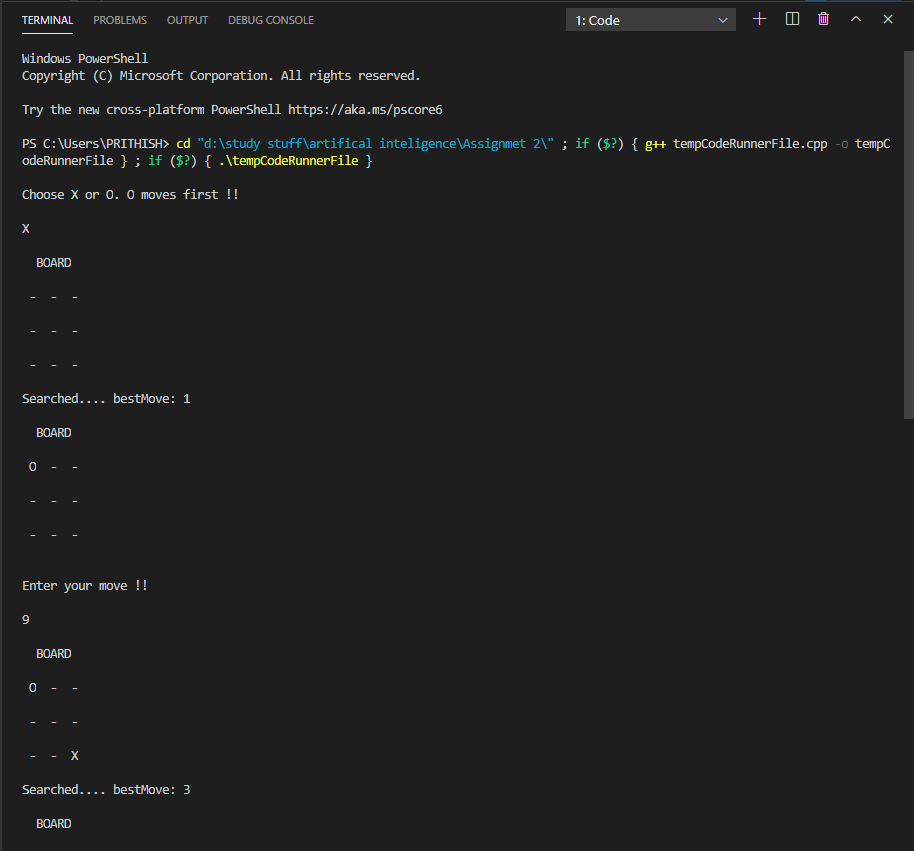 TERMINAL PROBLEMS OUTPUT DEBUG CONSOLE 1: Code
Windows PowerShell
Copyright (C) Microsoft Corporation. All rights reserved.
Try the new cross-platform PowerShell https://aka.ms/pscore6
PS C:\Users\PRITHISH> cd "d:\study stuff\artifical inteligence\Assignmet 2\" ; if ($?) { g++ tempCodeRunnerFile.cpp -o tempC
odeRunnerFile } ; if ($?) { .\tempCodeRunnerFile }
Choose X or O. O moves first !!
X
BOARD
- - -
- - -
- - -
Searched.... bestMove: 1
BOARD
O - -
- - -
- - -
Enter your move !!
9
BOARD
O - -
- - -
- - X
Searched.... bestMove: 3
BOARD